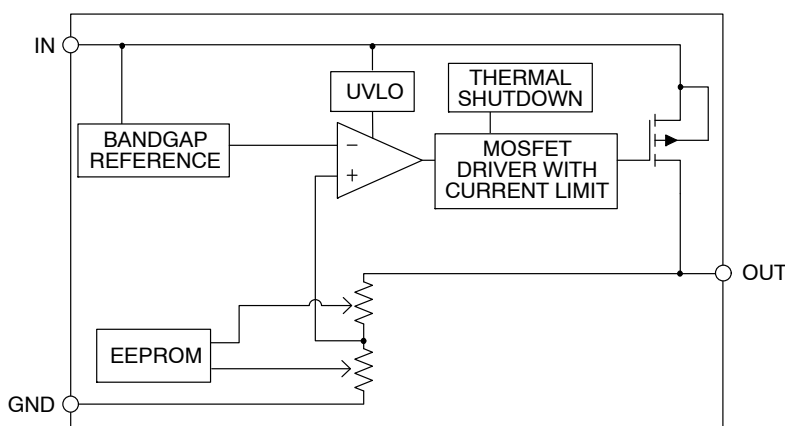 IN
THERMAL
SHUTDOWN
UVLO
BANDGAP
REFERENCE
−
+
MOSFET
DRIVER WITH
CURRENT LIMIT
OUT
EEPROM
GND